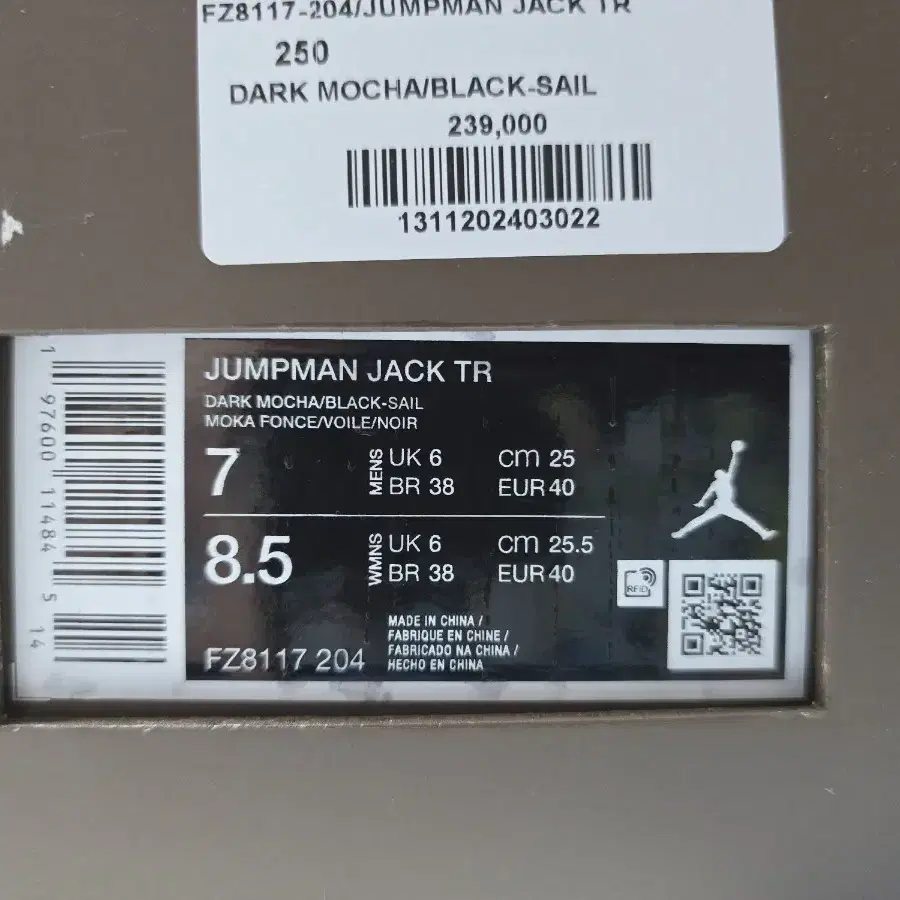 FZ8117-204/JUMPMAN JACK TR
250
DARK MOCHA/BLACK-SAIL
239,000
1311202403022
JUMPMAN JACK TR
DARK MOCHA/BLACK-SAIL
MOKA FONCE/VOILE/NOIR
7
MENS
UK 6
CM 25
BR 38
EUR 40
8.5
WMNS
UK 6
CM 25.5
BR 38
EUR 40
RFID
FZ8117 204
MADE IN CHINA /
FABRIQUE EN CHINE /
FABRICADO NA CHINA /
HECHO EN CHINA
1 97600 11484 5 14